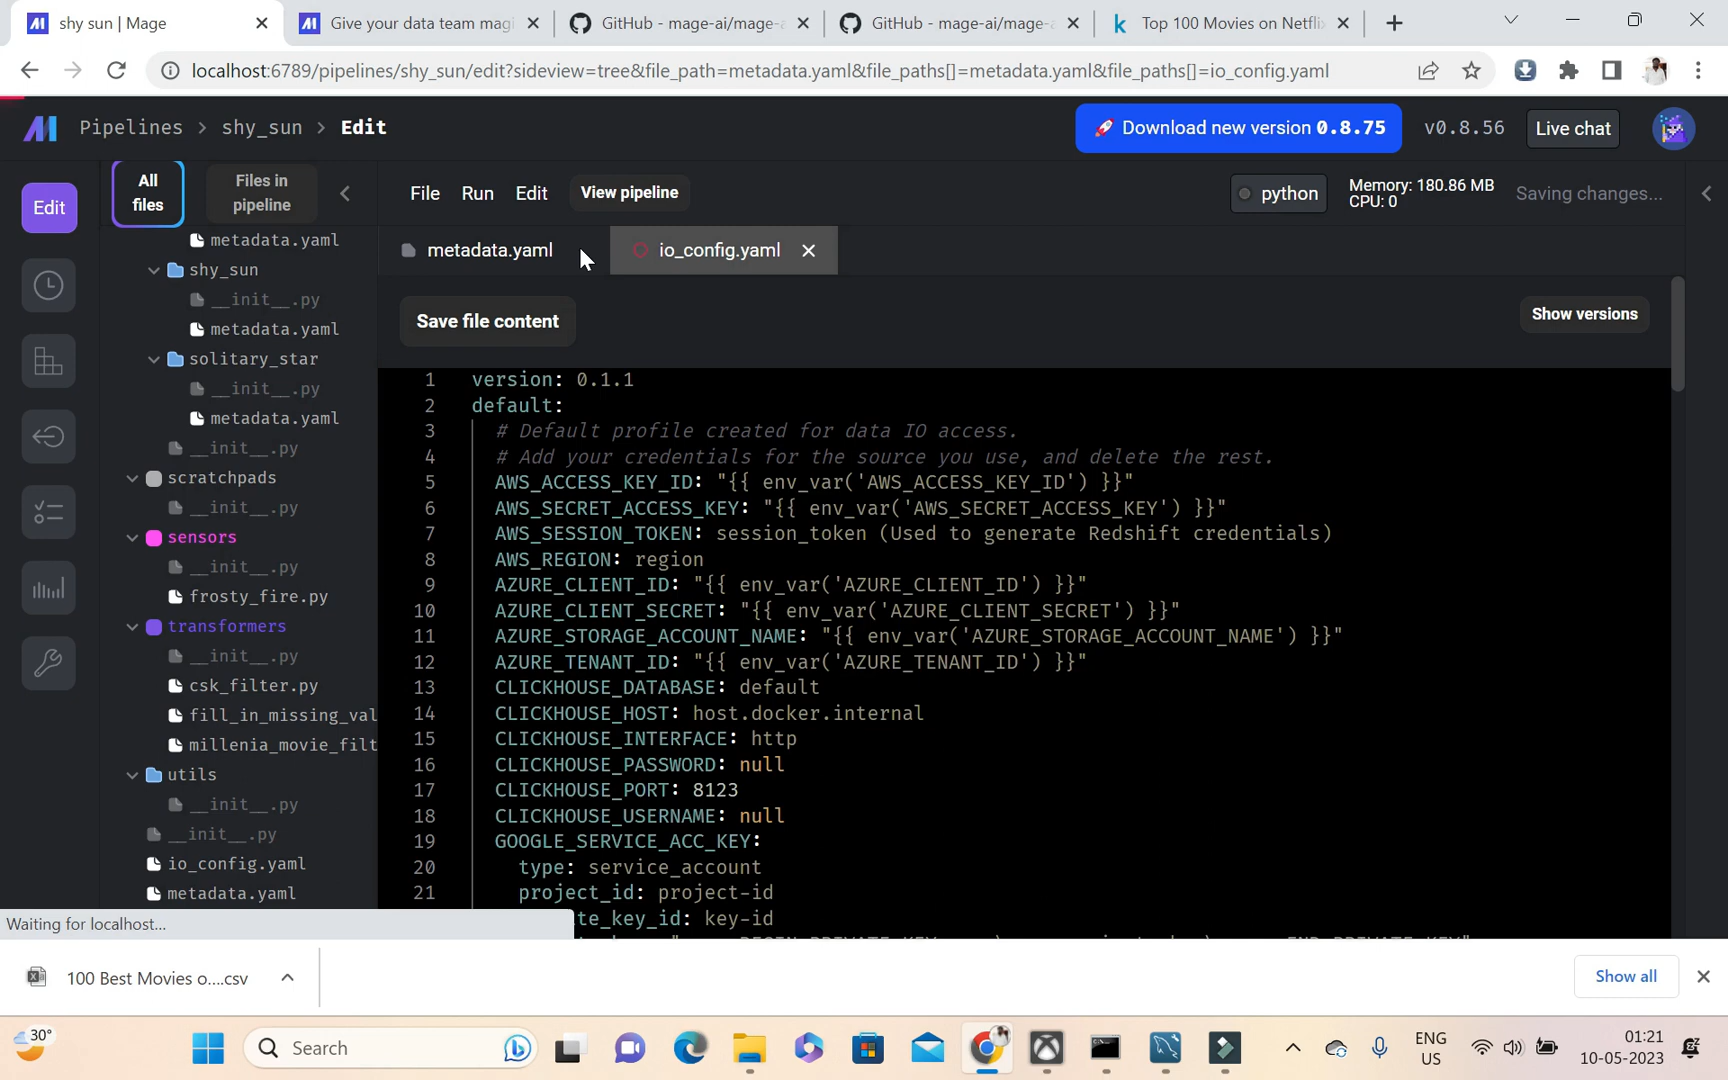 shy sun | Mage
Give your data team magi
GitHub - mage-ai/mage-
GitHub - mage-ai/mage-
Top 100 Movies on Netfli
localhost:6789/pipelines/shy_sun/edit?sideview=tree&file_path=metadata.yaml&file_paths[]=metadata.yaml&file_paths[]=io_config.yaml
Pipelines > shy_sun > Edit
Download new version 0.8.75
v0.8.56
Live chat
Edit
All files
Files in pipeline
File Run Edit View pipeline
python
Memory: 180.86 MB
CPU: 0
Saving changes...
metadata.yaml
shy_sun
__init__.py
metadata.yaml
solitary_star
__init__.py
metadata.yaml
__init__.py
scratchpads
__init__.py
sensors
__init__.py
frosty_fire.py
transformers
__init__.py
csk_filter.py
fill_in_missing_val
millenia_movie_filt
utils
__init__.py
__init__.py
io_config.yaml
metadata.yaml
Waiting for localhost...
metadata.yaml
io_config.yaml
Save file content
Show versions
1 version: 0.1.1
2 default:
3 # Default profile created for data IO access.
4 # Add your credentials for the source you use, and delete the rest.
5 AWS_ACCESS_KEY_ID: "{{ env_var('AWS_ACCESS_KEY_ID') }}"
6 AWS_SECRET_ACCESS_KEY: "{{ env_var('AWS_SECRET_ACCESS_KEY') }}"
7 AWS_SESSION_TOKEN: session_token (Used to generate Redshift credentials)
8 AWS_REGION: region
9 AZURE_CLIENT_ID: "{{ env_var('AZURE_CLIENT_ID') }}"
10 AZURE_CLIENT_SECRET: "{{ env_var('AZURE_CLIENT_SECRET') }}"
11 AZURE_STORAGE_ACCOUNT_NAME: "{{ env_var('AZURE_STORAGE_ACCOUNT_NAME') }}"
12 AZURE_TENANT_ID: "{{ env_var('AZURE_TENANT_ID') }}"
13 CLICKHOUSE_DATABASE: default
14 CLICKHOUSE_HOST: host.docker.internal
15 CLICKHOUSE_INTERFACE: http
16 CLICKHOUSE_PASSWORD: null
17 CLICKHOUSE_PORT: 8123
18 CLICKHOUSE_USERNAME: null
19 GOOGLE_SERVICE_ACC_KEY:
20 type: service_account
21 project_id: project-id
te_key_id: key-id
100 Best Movies o....csv
Show all
30°
Search
ENG
US
01:21
10-05-2023